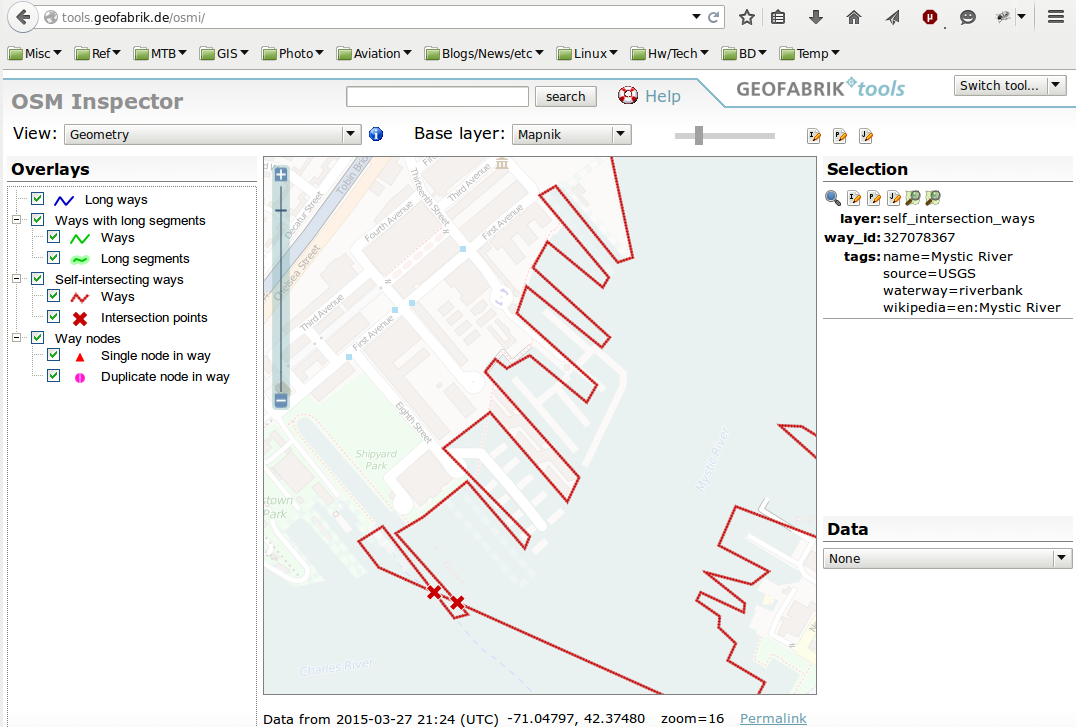 tools.geofabrik.de/osmi/
Misc Ref MTB GIS Photo Aviation Blogs/News/etc Linux Hw/Tech BD Temp
OSM Inspector
search
Help
GEOFABRIK tools
Switch tool...
View: Geometry
Base layer: Mapnik
Overlays
Long ways
Ways with long segments
Ways
Long segments
Self-intersecting ways
Ways
Intersection points
Way nodes
Single node in way
Duplicate node in way
Tobin
Decatur Street
Chelsea Street
Thirteenth Street
Third Avenue
First
Fourth Avenue
First Avenue
Third Avenue
First Avenue
Eighth Street
Shipyard
Park
stown
Park
Mystic River
Charles River
Selection
layer: self_intersection_ways
way_id: 327078367
tags: name=Mystic River
source=USGS
waterway=riverbank
wikipedia=en:Mystic River
Data
None
Data from 2015-03-27 21:24 (UTC) -71.04797, 42.37480 zoom=16 Permalink